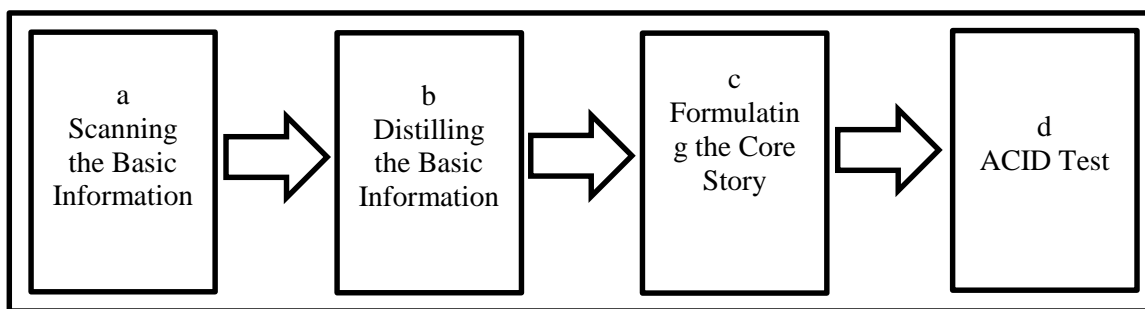 a
Scanning
the Basic
Information
b
Distilling
the Basic
Information
c
Formulatin
g the Core
Story
d
ACID Test